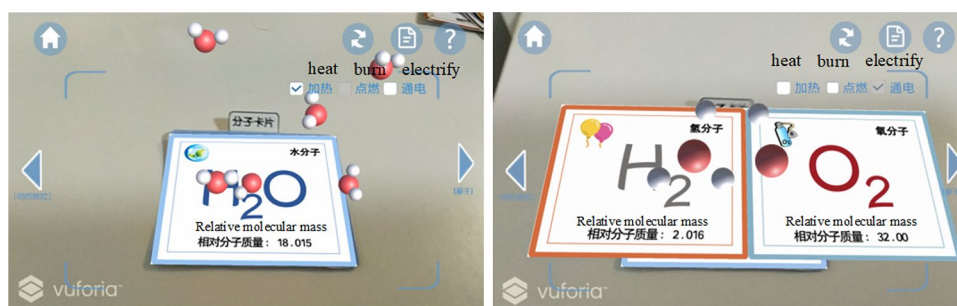 heat burn electrify
加热 点燃 通电
分子卡片
水分子
H2O
Relative molecular mass
相对分子质量：18.015
vuforia™
heat burn electrify
加热 点燃 通电
氢分子
H2
Relative molecular mass
相对分子质量：2.016
氧分子
O2
Relative molecular mass
相对分子质量：32.00
vuforia™